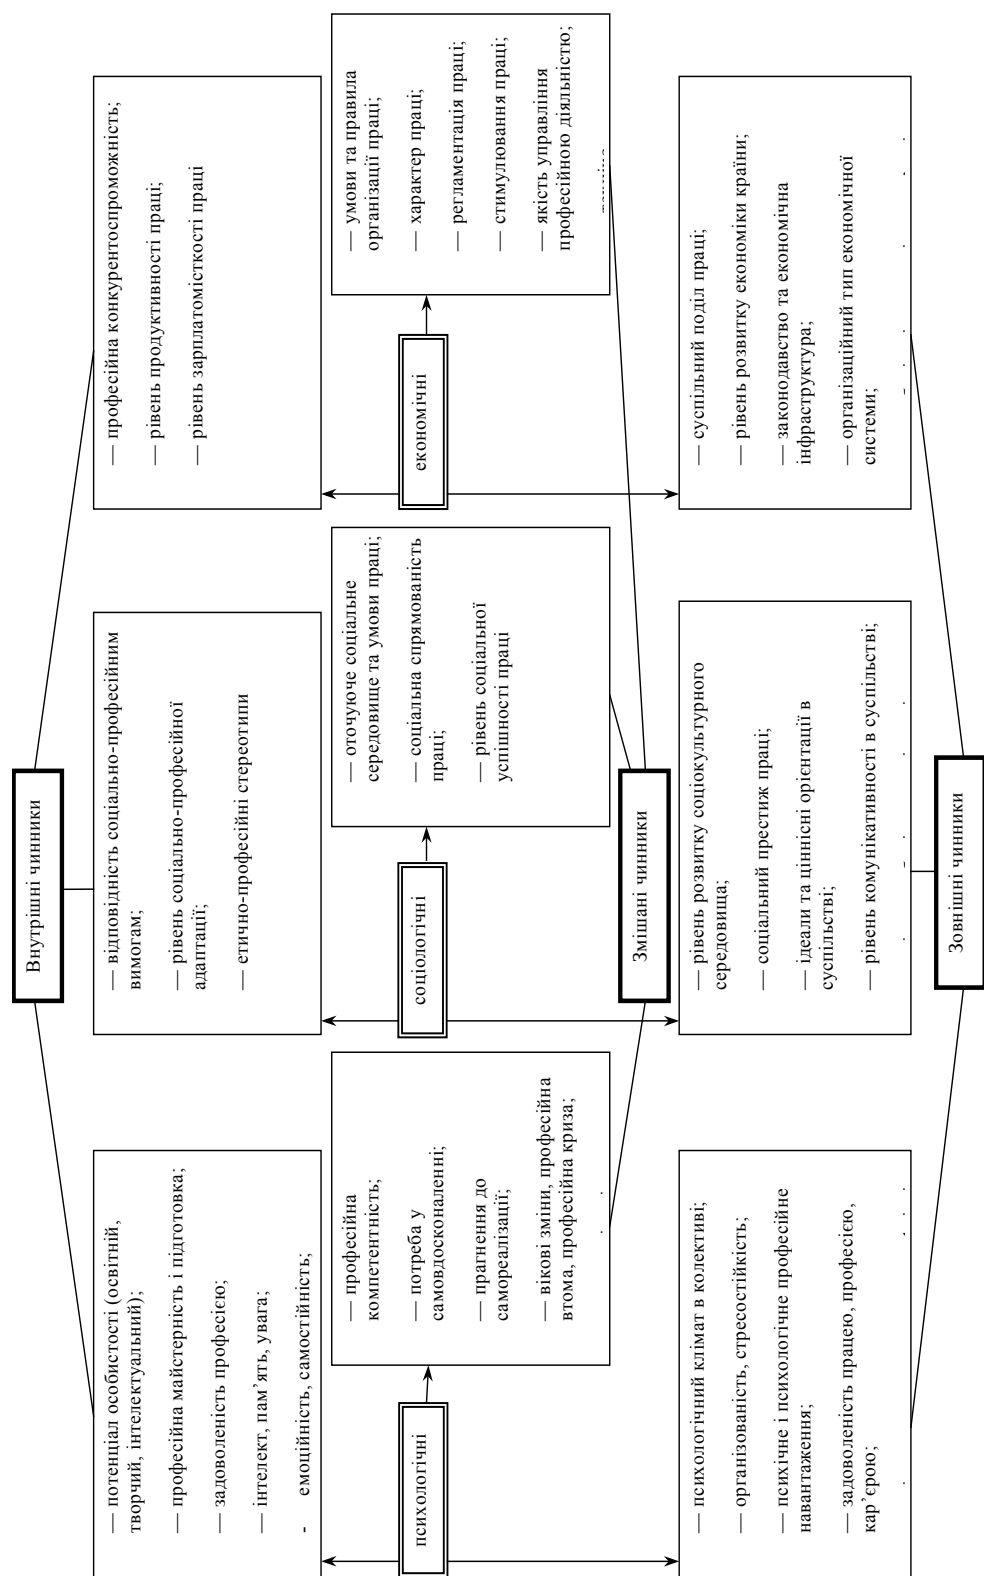 Внутрішні чинники
— потенціал особистості (освітній,
творчий, інтелектуальний);
— професійна майстерність і підготовка;
— задоволеність професією;
— інтелект, пам’ять, увага;
- емоційність, самостійність;
— відповідність соціально-професійним
вимогам;
— рівень соціально-професійної
адаптації;
— етично-професійні стереотипи
— професійна конкурентоспроможність;
— рівень продуктивності праці;
— рівень зарплатомісткості праці
психологічні
— професійна
компетентність;
— потреба у
самовдосконаленні;
— прагнення до
самореалізації;
— вікові зміни, професійна
втома, професійна криза;
соціологічні
— оточуюче соціальне
середовище та умови праці;
— соціальна спрямованість
праці;
— рівень соціальної
успішності праці
економічні
— умови та правила
організації праці;
— характер праці;
— регламентація праці;
— стимулювання праці;
— якість управління
професійною діяльністю;
Змішані чинники
— психологічний клімат в колективі;
— організованість, стресостійкість;
— психічне і психологічне професійне
навантаження;
— задоволеність працею, професією,
кар’єрою;
— рівень розвитку соціокультурного
середовища;
— соціальний престиж праці;
— ідеали та ціннісні орієнтації в
суспільстві;
— рівень комунікативності в суспільстві;
— суспільний поділ праці;
— рівень розвитку економіки країни;
— законодавство та економічна
інфраструктура;
— організаційний тип економічної
системи;
Зовнішні чинники